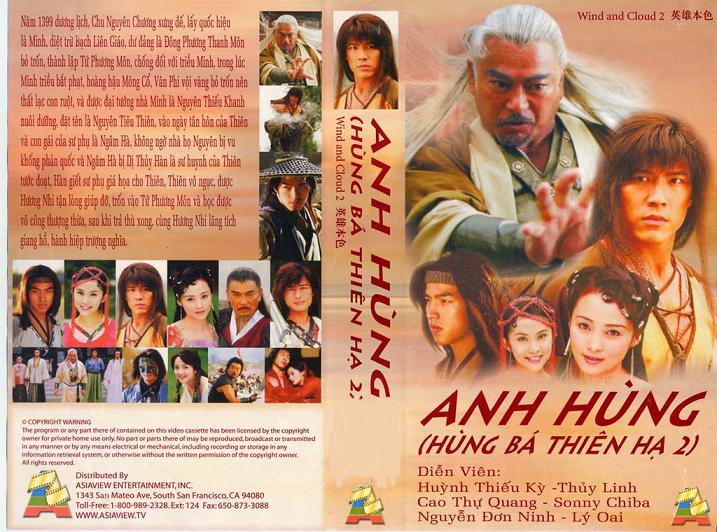 Năm 1399 dương lịch, Chu Nguyên Chương xưng đế, lấy quốc hiệu
là Minh, diệt trừ Bạch Liên Giáo, dư đảng là Đông Phương Thanh Môn
bỏ trốn, thành lập Tứ Phương Môn, chống đối với triều Minh, trong lúc
Minh triều bắt phạt, hoàng hậu Mông Cổ, Vân Phi vội vàng bỏ trốn nên
thất lạc con ruột, và được đại tướng nhà Minh là Nguyên Thiếu Khanh
nuôi dưỡng, đặt tên là Nguyên Tiêu Thiên, vào ngày tân hôn của Thiên
và con gái của sư phụ là Ngâm Hà, không ngờ nhà họ Nguyên bị vu
khống phản quốc và Ngâm Hà bị Dị Thủy Hàn là sư huynh của Thiên
tước đoạt, Hàn giết sư phụ giá họa cho Thiên, Thiên vô ngục, được
Hương Nhi tận lòng giúp đỡ, trốn vào Tứ Phương Môn và học được
võ công thượng thừa, sau khi trả thù xong, cùng Hương Nhi lãng tích
giang hồ, hành hiệp trượng nghĩa.
© COPYRIGHT WARNING
The program or any part there of contained on this video cassette has been licensed by the copyright
owner for private home use only. No part or parts there of may be reproduced, broadcast or transmitted
in any manner or by any means electrical or mechanical, including recording or storing in any
information retrieval system, or otherwise without the written permission of the copyright owner.
All rights reserved.
Distributed By
ASIAVIEW ENTERTAINMENT, INC.
1343 San Mateo Ave, South San Francisco, CA 94080
Toll-Free: 1-800-989-2328. Ext: 124 Fax: 650-873-3088
WWW.ASIAVIEW.TV
ANH HÙNG
(HÙNG BÁ THIÊN HẠ 2)
Wind and Cloud 2 英雄本色
Wind and Cloud 2 英雄本色
ANH HÙNG
(HÙNG BÁ THIÊN HẠ 2)
Diễn Viên:
Huỳnh Thiếu Kỳ -Thủy Linh
Cao Thự Quang - Sonny Chiba
Nguyễn Đơn Ninh - Lý Oai